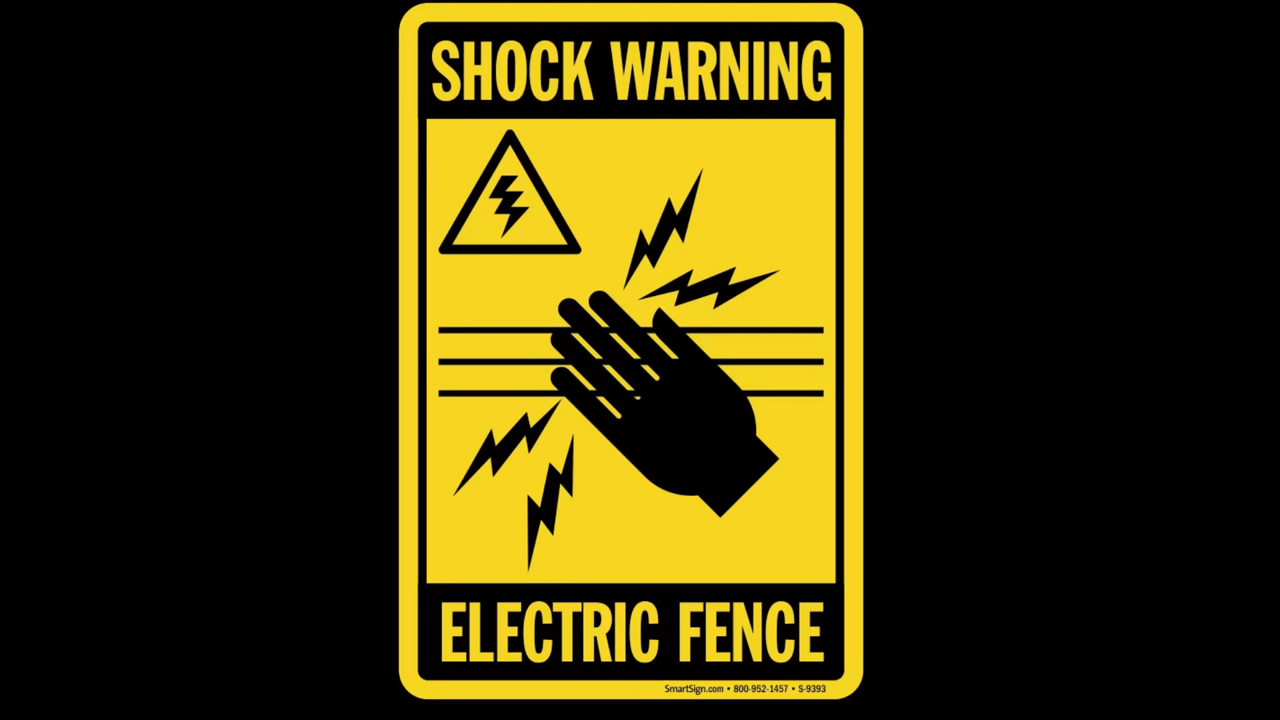 SHOCK WARNING
ELECTRIC FENCE
SmartSign.com • 800-952-1457 • S-9393